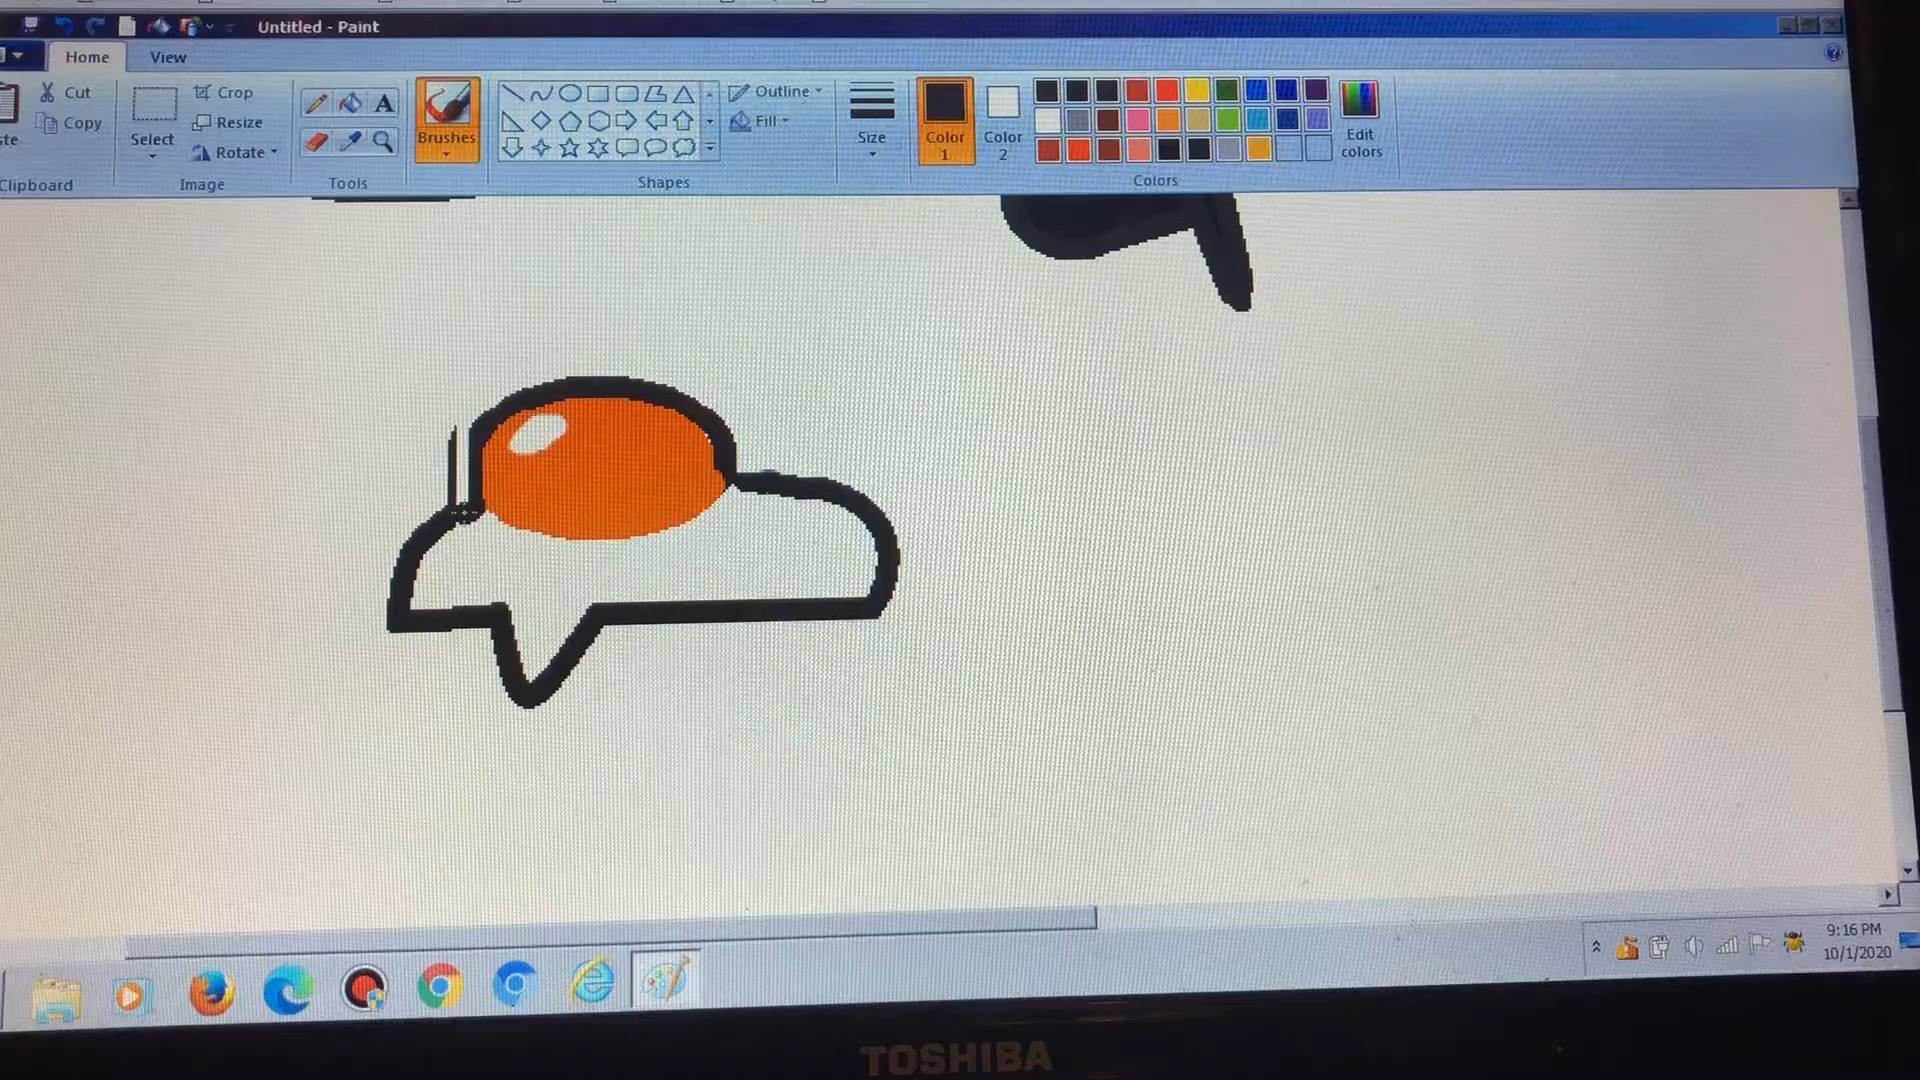 Untitled - Paint
Home View
Cut
Copy
Clipboard
Select
Crop
Resize
Rotate
Image
A
Tools
Brushes
Shapes
Outline
Fill
Size
Color 1
Color 2
Edit colors
Colors
9:16 PM
10/1/2020
TOSHIBA